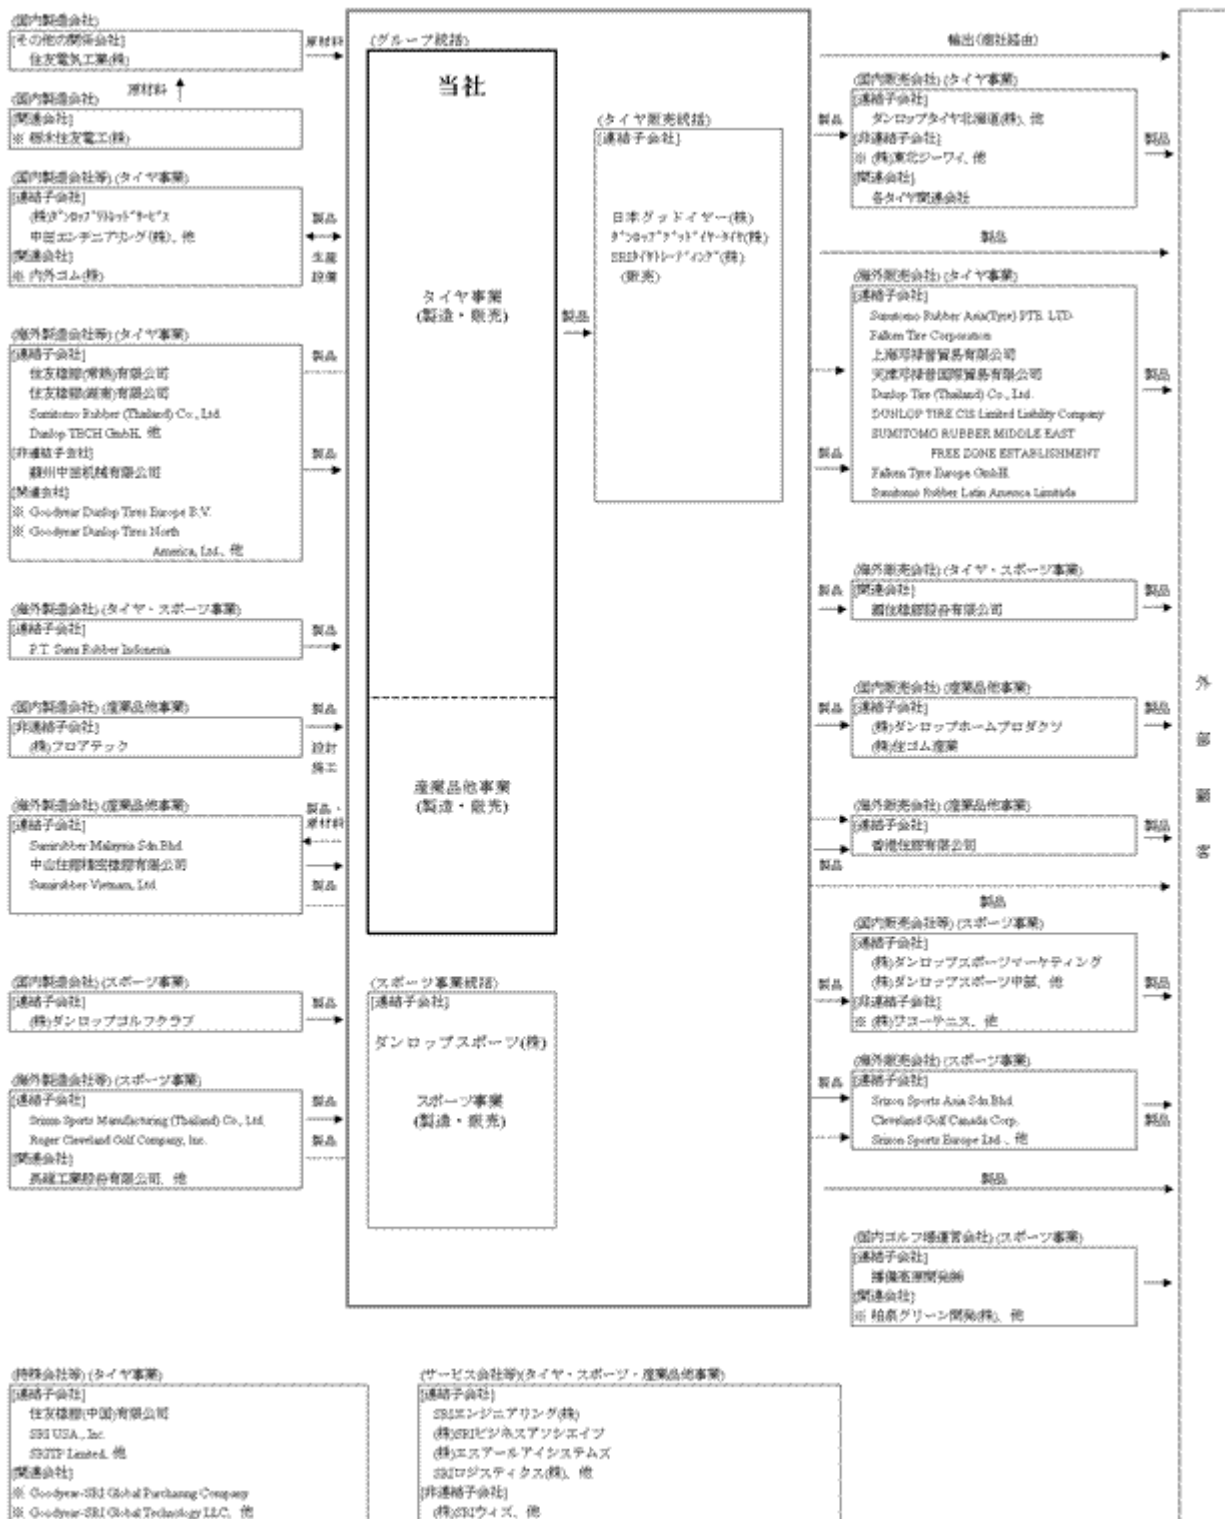 (国内製造会社)
[その他の関係会社]
住友電気工業(株)
原材料
原材料
(国内製造会社)
[関連会社]
※ 栃木住友電工(株)
(国内製造会社等) (タイヤ事業)
[連結子会社]
(株)ダンロップリトレッドサービス
中田エンヂニアリング(株)、他
[関連会社]
※ 内外ゴム(株)
製品
生産
設備
(海外製造会社等) (タイヤ事業)
[連結子会社]
住友橡膠(常熟)有限公司
住友橡膠(湖南)有限公司
Sumitomo Rubber (Thailand) Co., Ltd.
Dunlop TECH GmbH、他
[非連結子会社]
蘇州中田机械有限公司
[関連会社]
※ Goodyear Dunlop Tires Europe B.V.
※ Goodyear Dunlop Tires North
America, Ltd.、他
製品
製品
(海外製造会社) (タイヤ・スポーツ事業)
[連結子会社]
P.T. Sumi Rubber Indonesia
製品
(国内製造会社) (産業品他事業)
[非連結子会社]
(株)フロアテック
製品
設計
施工
(海外製造会社) (産業品他事業)
[連結子会社]
Sumirubber Malaysia Sdn.Bhd.
中山住膠精密橡膠有限公司
Sumirubber Vietnam, Ltd.
製品・
原材料
製品
(国内製造会社) (スポーツ事業)
[連結子会社]
(株)ダンロップゴルフクラブ
製品
(海外製造会社等) (スポーツ事業)
[連結子会社]
Srixon Sports Manufacturing (Thailand) Co., Ltd.
Roger Cleveland Golf Company, Inc.
[関連会社]
長維工業股份有限公司、他
製品
製品
(グループ統括)
当社
タイヤ事業
(製造・販売)
産業品他事業
(製造・販売)
(スポーツ事業統括)
[連結子会社]
ダンロップスポーツ(株)
スポーツ事業
(製造・販売)
製品
(タイヤ販売統括)
[連結子会社]
日本グッドイヤー(株)
ダンロップグッドイヤータイヤ(株)
SRIタイヤトレーディング(株)
(販売)
輸出(商社経由)
(国内販売会社) (タイヤ事業)
[連結子会社]
ダンロップタイヤ北海道(株)、他
[非連結子会社]
※ (株)東北ジーワイ、他
[関連会社]
各タイヤ関連会社
製品
製品
製品
(海外販売会社) (タイヤ事業)
[連結子会社]
Sumitomo Rubber Asia(Tyre) PTE. LTD.
Falken Tire Corporation
上海邓禄普貿易有限公司
天津邓禄普国際貿易有限公司
Dunlop Tire (Thailand) Co., Ltd.
DUNLOP TIRE CIS Limited Liability Company
SUMITOMO RUBBER MIDDLE EAST
FREE ZONE ESTABLISHMENT
Falken Tyre Europe GmbH.
Sumitomo Rubber Latin America Limitada
製品
製品
(海外販売会社) (タイヤ・スポーツ事業)
[関連会社]
國住橡膠股份有限公司
製品
製品
(国内販売会社) (産業品他事業)
[連結子会社]
(株)ダンロップホームプロダクツ
(株)住ゴム産業
製品
製品
(海外販売会社) (産業品他事業)
[連結子会社]
香港住膠有限公司
製品
製品
製品
(国内販売会社等) (スポーツ事業)
[連結子会社]
(株)ダンロップスポーツマーケティング
(株)ダンロップスポーツ中部、他
[非連結子会社]
※ (株)ワコーテニス、他
製品
製品
(海外販売会社) (スポーツ事業)
[連結子会社]
Srixon Sports Asia Sdn.Bhd.
Cleveland Golf Canada Corp.
Srixon Sports Europe Ltd.、他
製品
製品
製品
(国内ゴルフ場運営会社) (スポーツ事業)
[連結子会社]
播備高原開発㈱
[関連会社]
※ 柏泉グリーン開発(株)、他
外部顧客
(特殊会社等) (タイヤ事業)
[連結子会社]
住友橡膠(中国)有限公司
SRI USA., Inc.
SRITP Limited、他
[関連会社]
※ Goodyear-SRI Global Purchasing Company
※ Goodyear-SRI Global Technology LLC、他
(サービス会社等)(タイヤ・スポーツ・産業品他事業)
[連結子会社]
SRIエンジニアリング(株)
(株)SRIビジネスアソシエイツ
(株)エスアールアイシステムズ
SRIロジスティクス(株)、他
[非連結子会社]
(株)SRIウィズ、他